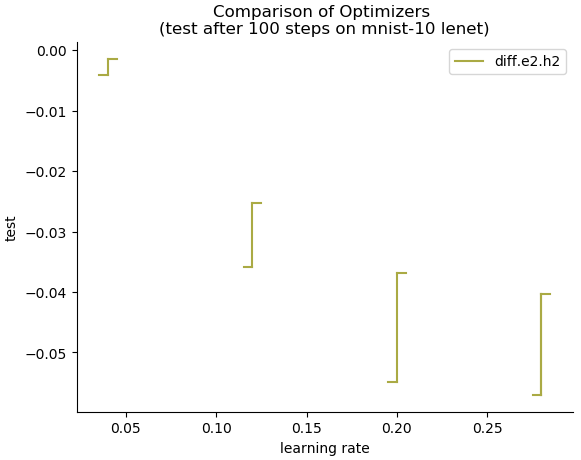 Comparison of Optimizers
(test after 100 steps on mnist-10 lenet)
diff.e2.h2
0.00
−0.01
−0.02
−0.03
−0.04
−0.05
test
0.05 0.10 0.15 0.20 0.25
learning rate